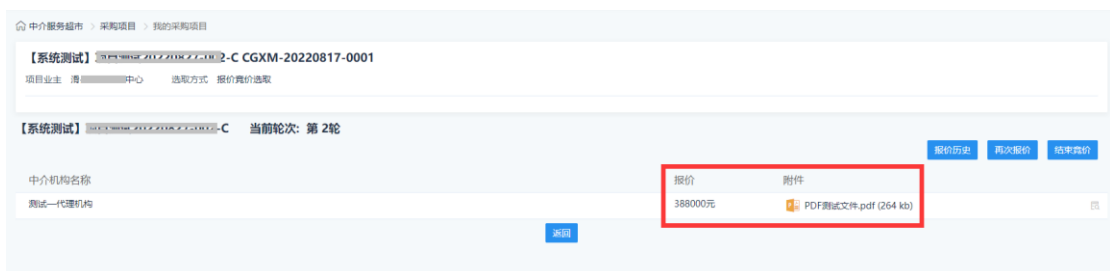 中介服务超市 > 采购项目 > 我的采购项目
【系统测试】 2-C CGXM-20220817-0001
项目业主 中心 选取方式 报价竞价选取
【系统测试】 -C 当前轮次: 第 2轮
报价历史 再次报价 结束竞价
中介机构名称 报价 附件
测试一代理机构 388000元 PDF测试文件.pdf (264 kb)
返回